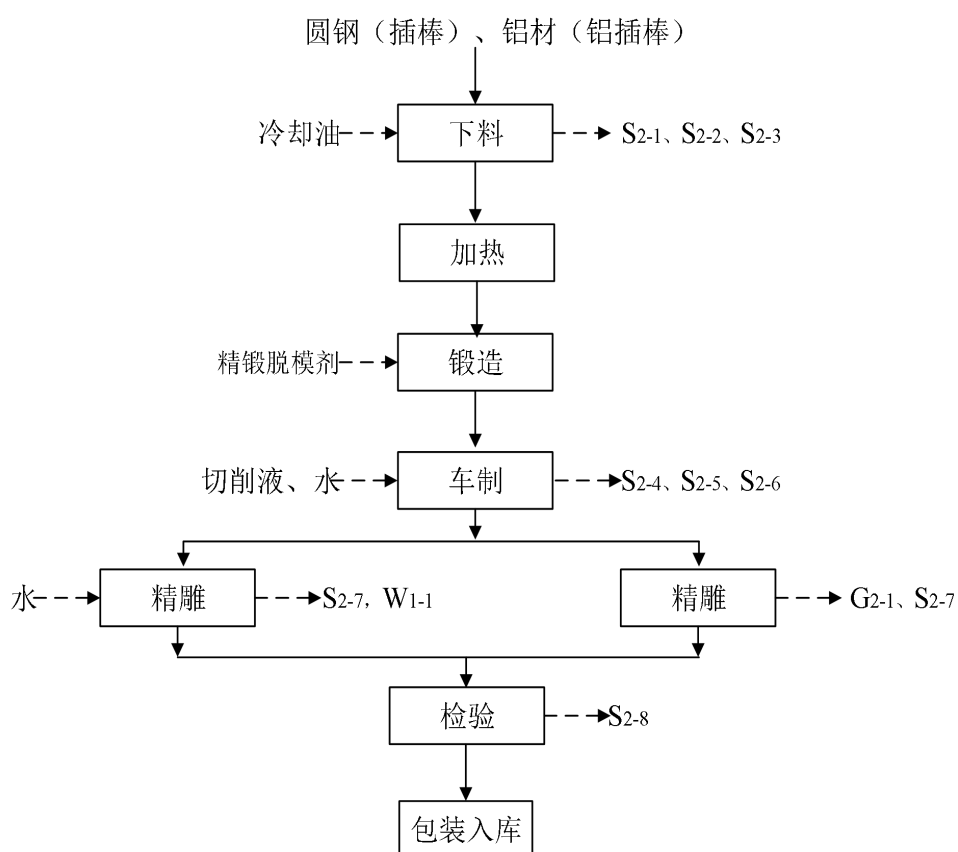 圆钢（插棒）、铝材（铝插棒）
冷却油 下料 S2-1、S2-2、S2-3
加热
精锻脱模剂 锻造
切削液、水 车制 S2-4、S2-5、S2-6
水 精雕 S2-7，W1-1 精雕 G2-1、S2-7
检验 S2-8
包装入库